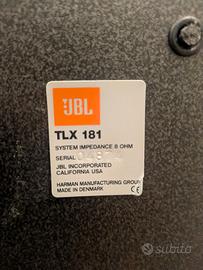 JBL
TLX 181
SYSTEM IMPEDANCE 8 OHM
SERIAL
JBL INCORPORATED
CALIFORNIA USA
HARMAN MANUFACTURING GROUP
MADE IN DENMARK
CE
subito